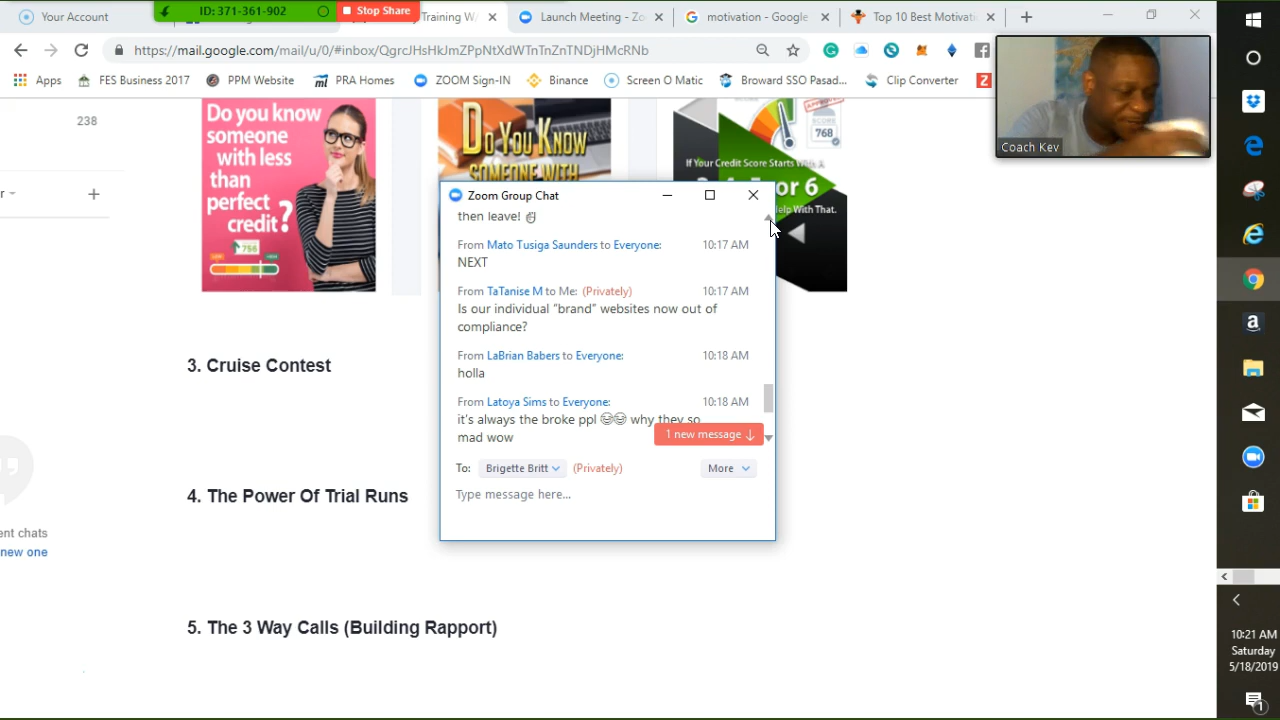 ID: 371-361-902
Stop Share
Your Account
Training W
Launch Meeting - Zo
motivation - Google
Top 10 Best Motivat
https://mail.google.com/mail/u/0/#inbox/QgrcJHsHkJmZPpNtXdWTnTnZnTNDjHMcRNb
Apps
FES Business 2017
PPM Website
PRA Homes
ZOOM Sign-IN
Binance
Screen O Matic
Broward SSO Pasad...
Clip Converter
Coach Kev
238
r
Do you know
someone
with less
than
perfect
credit?
756
DO YOU KNOW
SOMEONE WITH
APPROVED
SCORE
768
If Your Credit Score Starts With A
or 6
Help With That.
Zoom Group Chat
then leave!
From Mato Tusiga Saunders to Everyone: 10:17 AM
NEXT
From TaTanise M to Me: (Privately) 10:17 AM
Is our individual “brand” websites now out of
compliance?
From LaBrian Babers to Everyone: 10:18 AM
holla
From Latoya Sims to Everyone: 10:18 AM
it’s always the broke ppl 😂😂 why they so
mad wow
1 new message ↓
To: Brigette Britt (Privately) More
Type message here...
3. Cruise Contest
4. The Power Of Trial Runs
ent chats
new one
5. The 3 Way Calls (Building Rapport)
10:21 AM
Saturday
5/18/2019
1